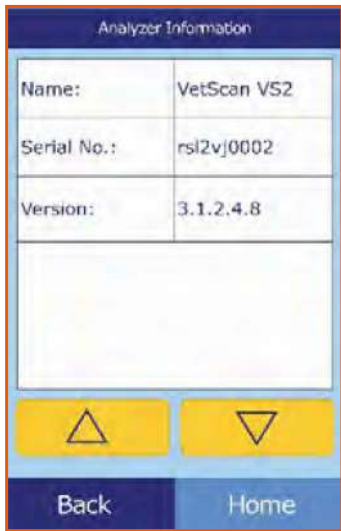 Analyzer Information
Name: VetScan VS2
Serial No.: rsl2vj0002
Version: 3.1.2.4.8
Back Home